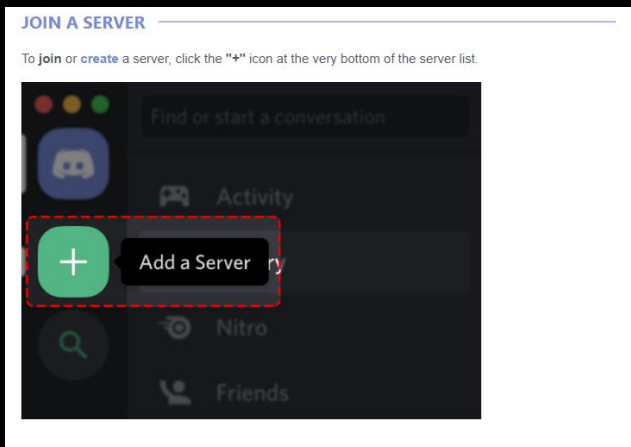 JOIN A SERVER
To join or create a server, click the "+" icon at the very bottom of the server list.
Find or start a conversation
Activity
Add a Server
ry
Nitro
Friends